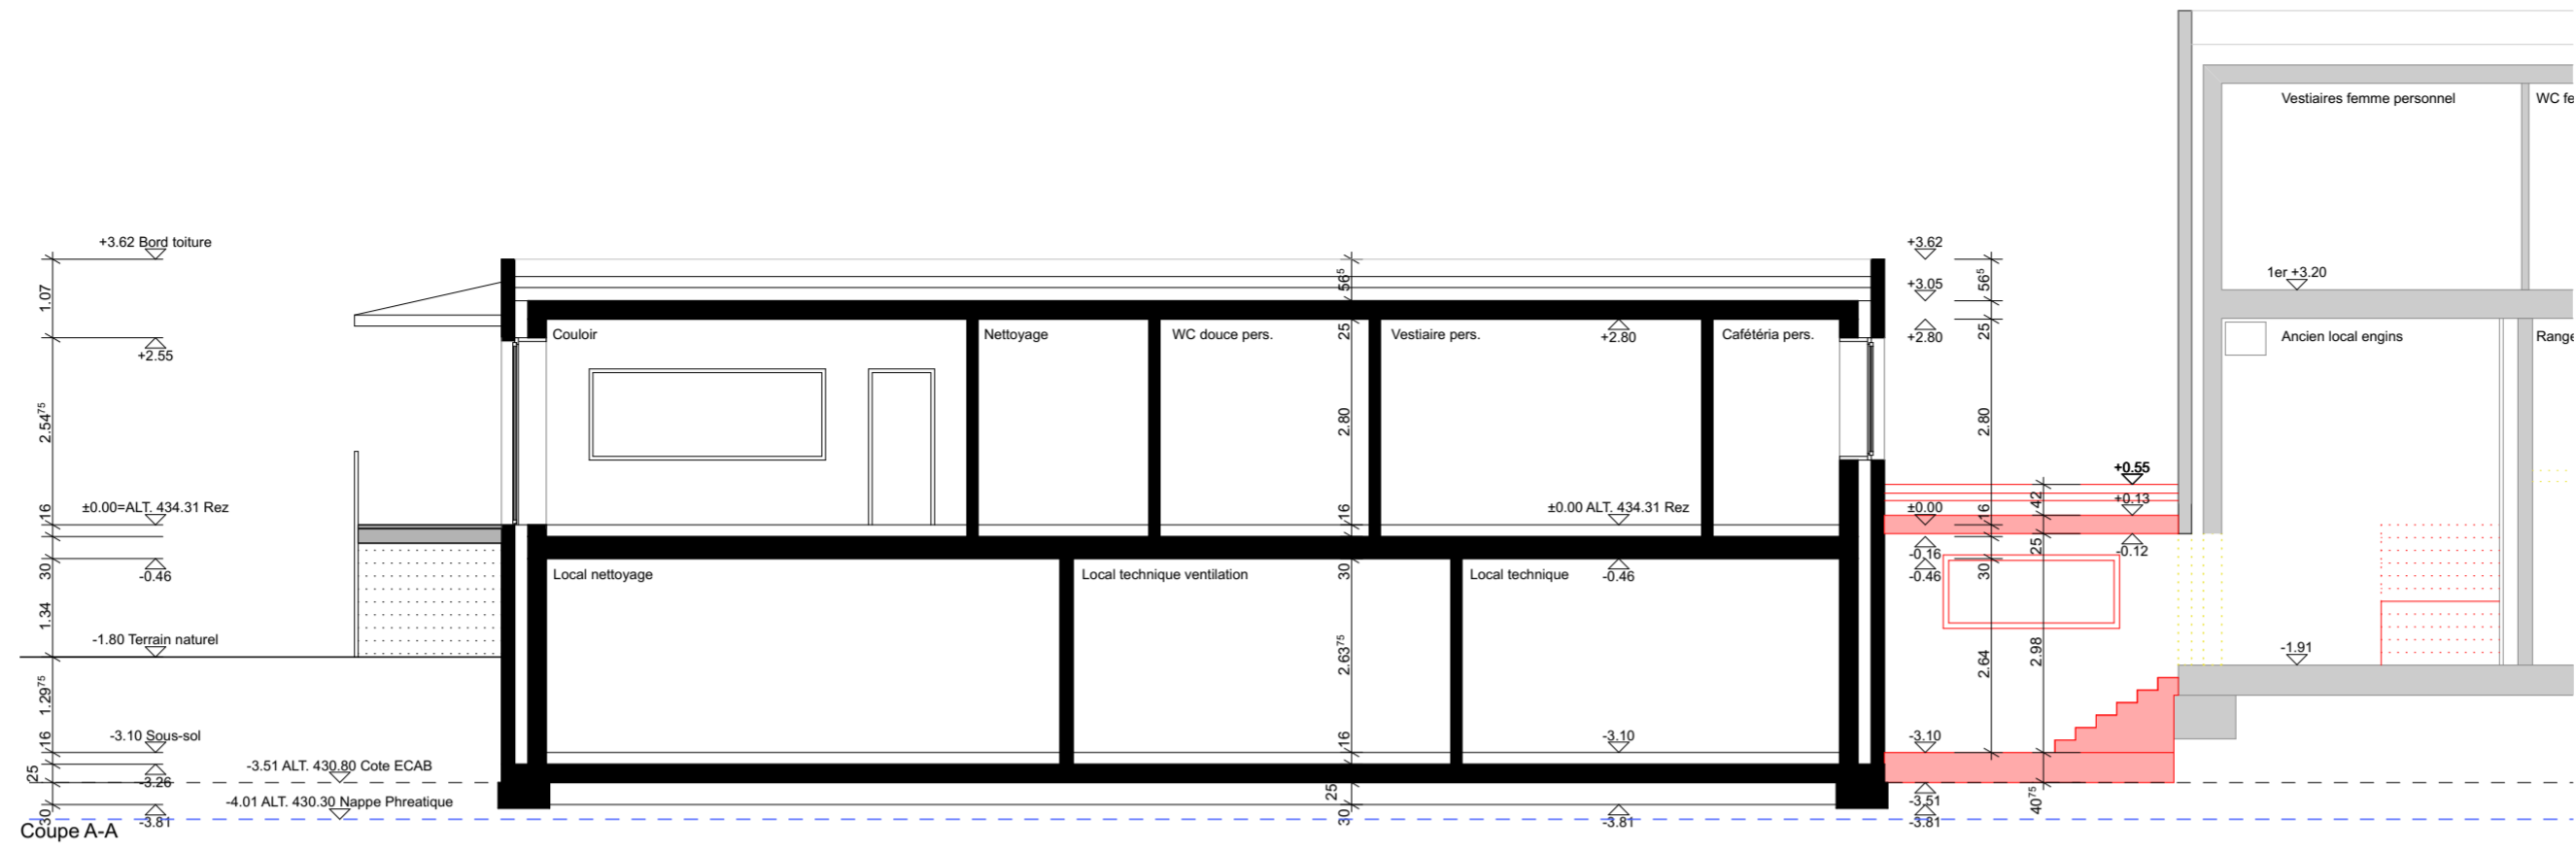 Vestiaires femme personnel
WC fe
+3.62 Bord toiture
+3.62
1er +3.20
1.07
56⁵
+3.05
56⁵
Couloir
Nettoyage
WC douce pers.
Vestiaire pers.
+2.80
Cafétéria pers.
+2.80
Ancien local engins
Range
+2.55
25
25
2.54⁷⁵
2.80
2.80
+0.55
±0.00=ALT. 434.31 Rez
±0.00 ALT. 434.31 Rez
±0.00
42
+0.13
16
16
16
-0.16
25
-0.12
30
-0.46
Local nettoyage
Local technique ventilation
30
Local technique
-0.46
-0.46
30
1.34
-1.80 Terrain naturel
-1.91
2.63⁷⁵
2.64
2.98
1.29⁷⁵
-3.10 Sous-sol
-3.10
-3.10
16
16
-3.51 ALT. 430.80 Cote ECAB
25
-3.26
-4.01 ALT. 430.30 Nappe Phreatique
25
-3.51
40⁷⁵
30
-3.81
30
-3.81
-3.81
Coupe A-A